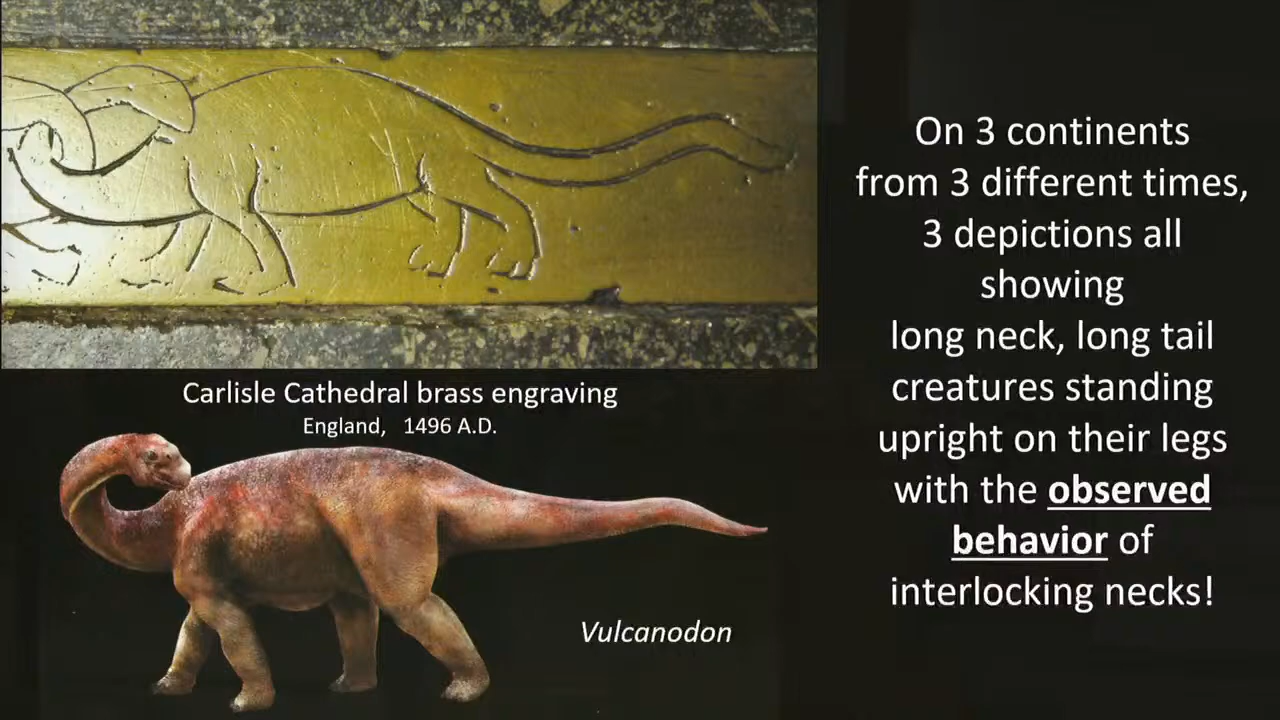 Carlisle Cathedral brass engraving
England, 1496 A.D.
Vulcanodon
On 3 continents
from 3 different times,
3 depictions all
showing
long neck, long tail
creatures standing
upright on their legs
with the observed
behavior of
interlocking necks!